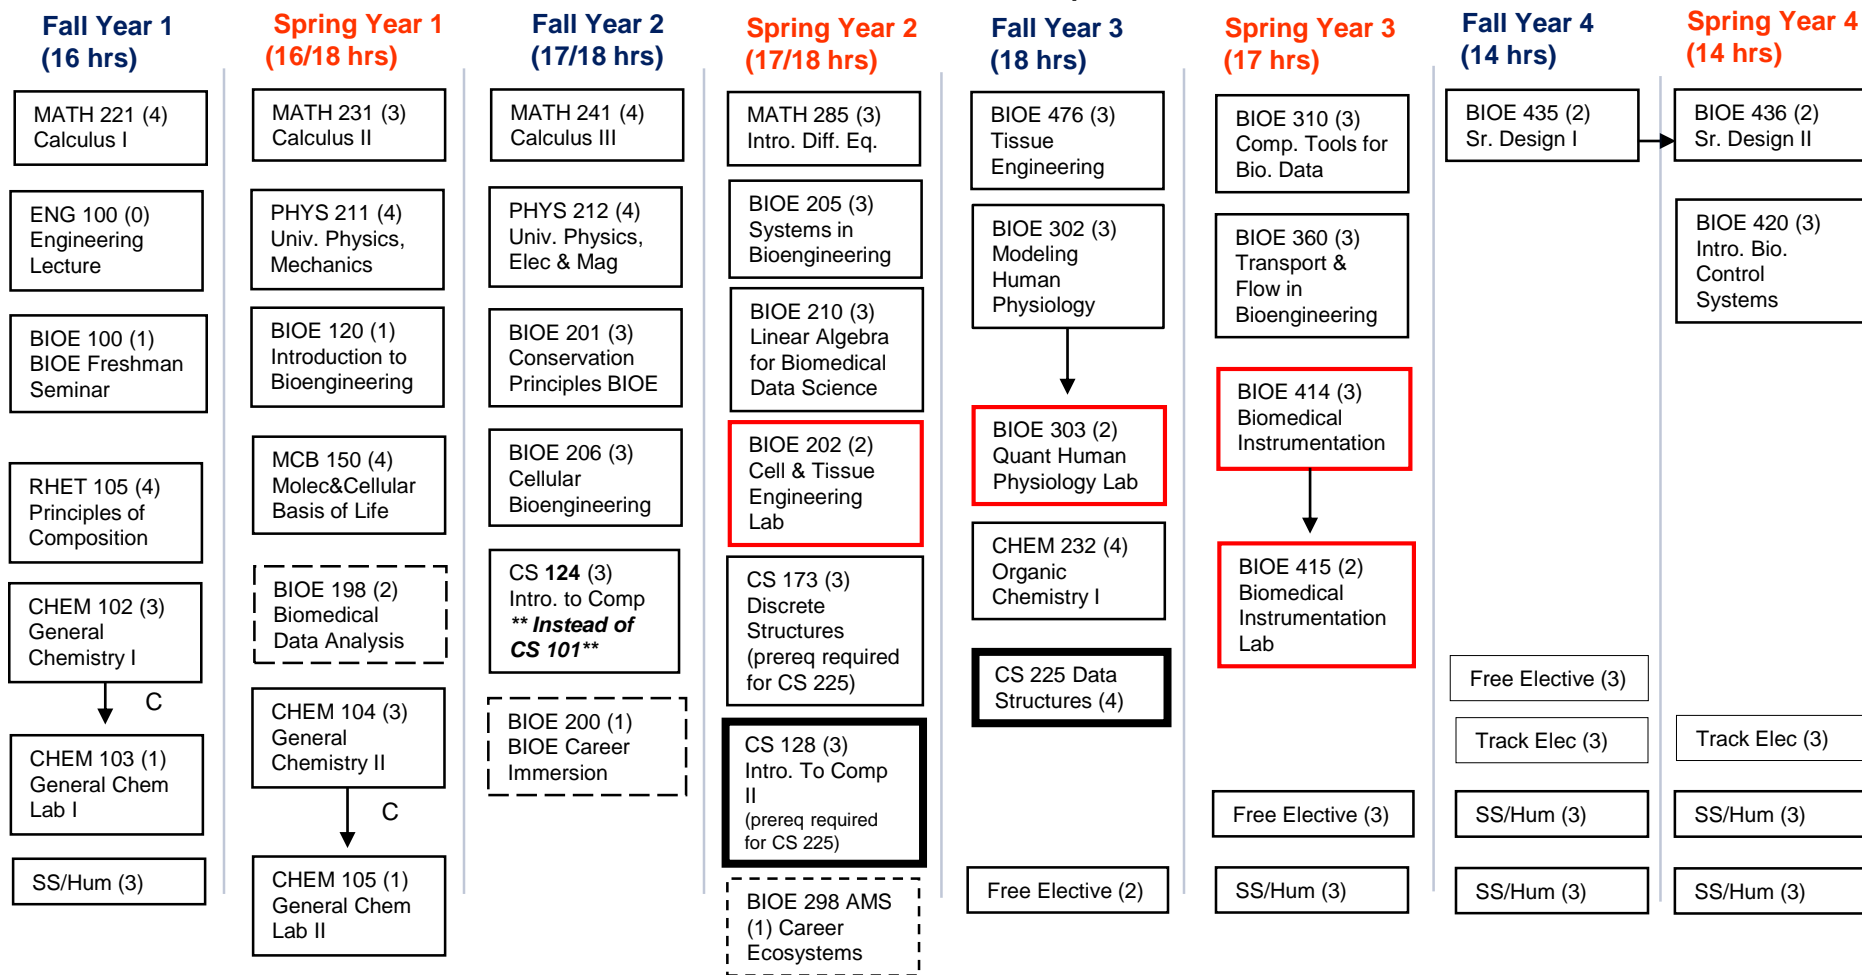 Fall Year 1
(16 hrs)
MATH 221 (4)
Calculus I
ENG 100 (0)
Engineering
Lecture
BIOE 100 (1)
BIOE Freshman
Seminar
RHET 105 (4)
Principles of
Composition
CHEM 102 (3)
General
Chemistry I
C
CHEM 103 (1)
General Chem
Lab I
SS/Hum (3)
Spring Year 1
(16/18 hrs)
MATH 231 (3)
Calculus II
PHYS 211 (4)
Univ. Physics,
Mechanics
BIOE 120 (1)
Introduction to
Bioengineering
MCB 150 (4)
Molec&Cellular
Basis of Life
BIOE 198 (2)
Biomedical
Data Analysis
CHEM 104 (3)
General
Chemistry II
C
CHEM 105 (1)
General Chem
Lab II
Fall Year 2
(17/18 hrs)
MATH 241 (4)
Calculus III
PHYS 212 (4)
Univ. Physics,
Elec & Mag
BIOE 201 (3)
Conservation
Principles BIOE
BIOE 206 (3)
Cellular
Bioengineering
CS 124 (3)
Intro. to Comp
** Instead of
CS 101**
BIOE 200 (1)
BIOE Career
Immersion
Spring Year 2
(17/18 hrs)
MATH 285 (3)
Intro. Diff. Eq.
BIOE 205 (3)
Systems in
Bioengineering
BIOE 210 (3)
Linear Algebra
for Biomedical
Data Science
BIOE 202 (2)
Cell & Tissue
Engineering
Lab
CS 173 (3)
Discrete
Structures
(prereq required
for CS 225)
CS 128 (3)
Intro. To Comp
II
(prereq required
for CS 225)
BIOE 298 AMS
(1) Career
Ecosystems
Fall Year 3
(18 hrs)
BIOE 476 (3)
Tissue
Engineering
BIOE 302 (3)
Modeling
Human
Physiology
BIOE 303 (2)
Quant Human
Physiology Lab
CHEM 232 (4)
Organic
Chemistry I
CS 225 Data
Structures (4)
Free Elective (2)
Spring Year 3
(17 hrs)
BIOE 310 (3)
Comp. Tools for
Bio. Data
BIOE 360 (3)
Transport &
Flow in
Bioengineering
BIOE 414 (3)
Biomedical
Instrumentation
BIOE 415 (2)
Biomedical
Instrumentation
Lab
Free Elective (3)
SS/Hum (3)
Fall Year 4
(14 hrs)
BIOE 435 (2)
Sr. Design I
Free Elective (3)
Track Elec (3)
SS/Hum (3)
SS/Hum (3)
Spring Year 4
(14 hrs)
BIOE 436 (2)
Sr. Design II
BIOE 420 (3)
Intro. Bio.
Control
Systems
Track Elec (3)
SS/Hum (3)
SS/Hum (3)